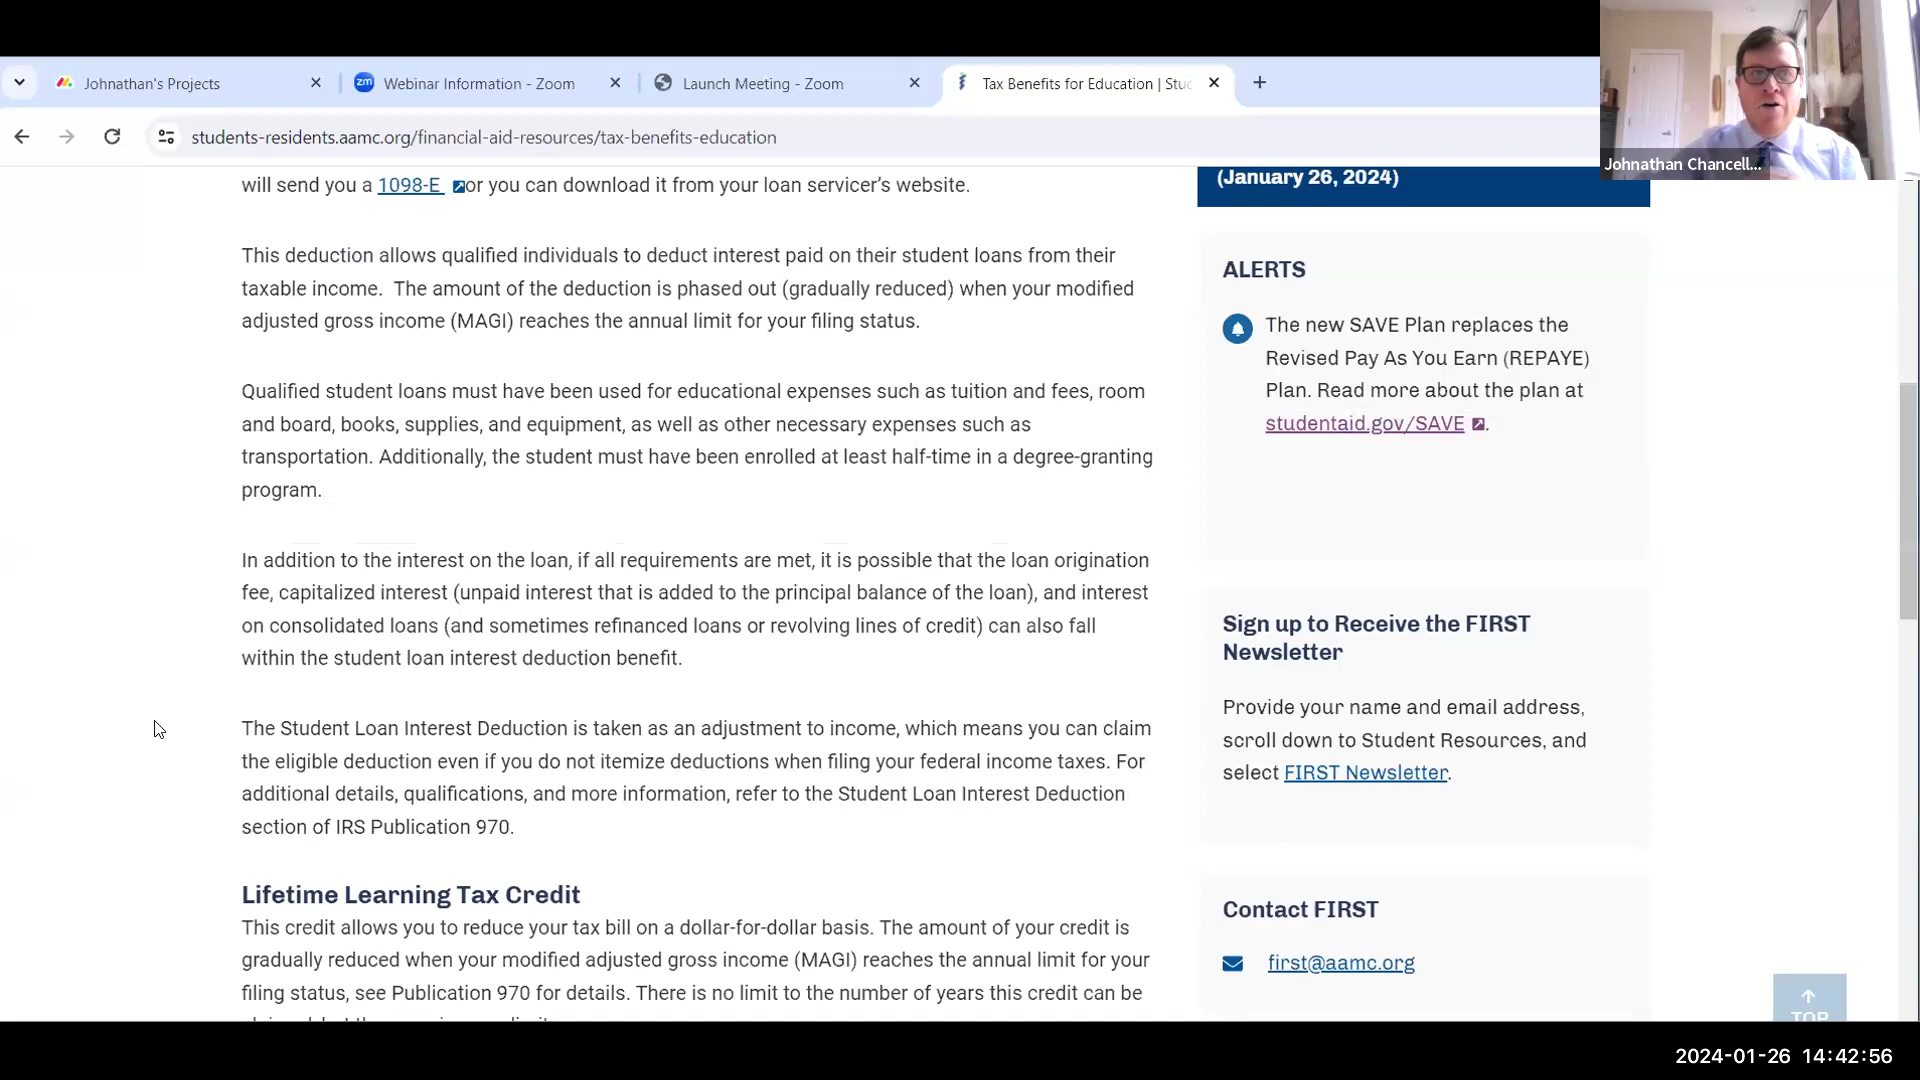 Johnathan's Projects
Webinar Information - Zoom
Launch Meeting - Zoom
Tax Benefits for Education | Stuc
students-residents.aamc.org/financial-aid-resources/tax-benefits-education
Johnathan Chancell...
will send you a 1098-E or you can download it from your loan servicer’s website.
This deduction allows qualified individuals to deduct interest paid on their student loans from their
taxable income.  The amount of the deduction is phased out (gradually reduced) when your modified
adjusted gross income (MAGI) reaches the annual limit for your filing status.
Qualified student loans must have been used for educational expenses such as tuition and fees, room
and board, books, supplies, and equipment, as well as other necessary expenses such as
transportation. Additionally, the student must have been enrolled at least half-time in a degree-granting
program.
In addition to the interest on the loan, if all requirements are met, it is possible that the loan origination
fee, capitalized interest (unpaid interest that is added to the principal balance of the loan), and interest
on consolidated loans (and sometimes refinanced loans or revolving lines of credit) can also fall
within the student loan interest deduction benefit.
The Student Loan Interest Deduction is taken as an adjustment to income, which means you can claim
the eligible deduction even if you do not itemize deductions when filing your federal income taxes. For
additional details, qualifications, and more information, refer to the Student Loan Interest Deduction
section of IRS Publication 970.
Lifetime Learning Tax Credit
This credit allows you to reduce your tax bill on a dollar-for-dollar basis. The amount of your credit is
gradually reduced when your modified adjusted gross income (MAGI) reaches the annual limit for your
filing status, see Publication 970 for details. There is no limit to the number of years this credit can be
(January 26, 2024)
ALERTS
The new SAVE Plan replaces the
Revised Pay As You Earn (REPAYE)
Plan. Read more about the plan at
studentaid.gov/SAVE.
Sign up to Receive the FIRST
Newsletter
Provide your name and email address,
scroll down to Student Resources, and
select FIRST Newsletter.
Contact FIRST
first@aamc.org
TOP
2024-01-26 14:42:56